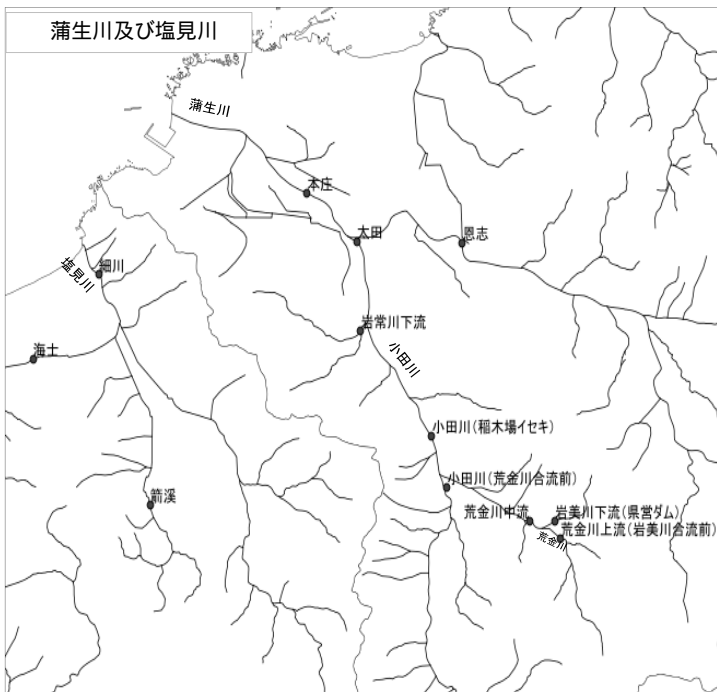 蒲生川及び塩見川
蒲生川
本庄
太田
恩志
塩見川
細川
岩常川下流
海士
小田川
小田川（稲木場イセキ）
小田川（荒金川合流前）
箭溪
荒金川中流
岩美川下流（県営ダム）
荒金川上流（岩美川合流前）
荒金川